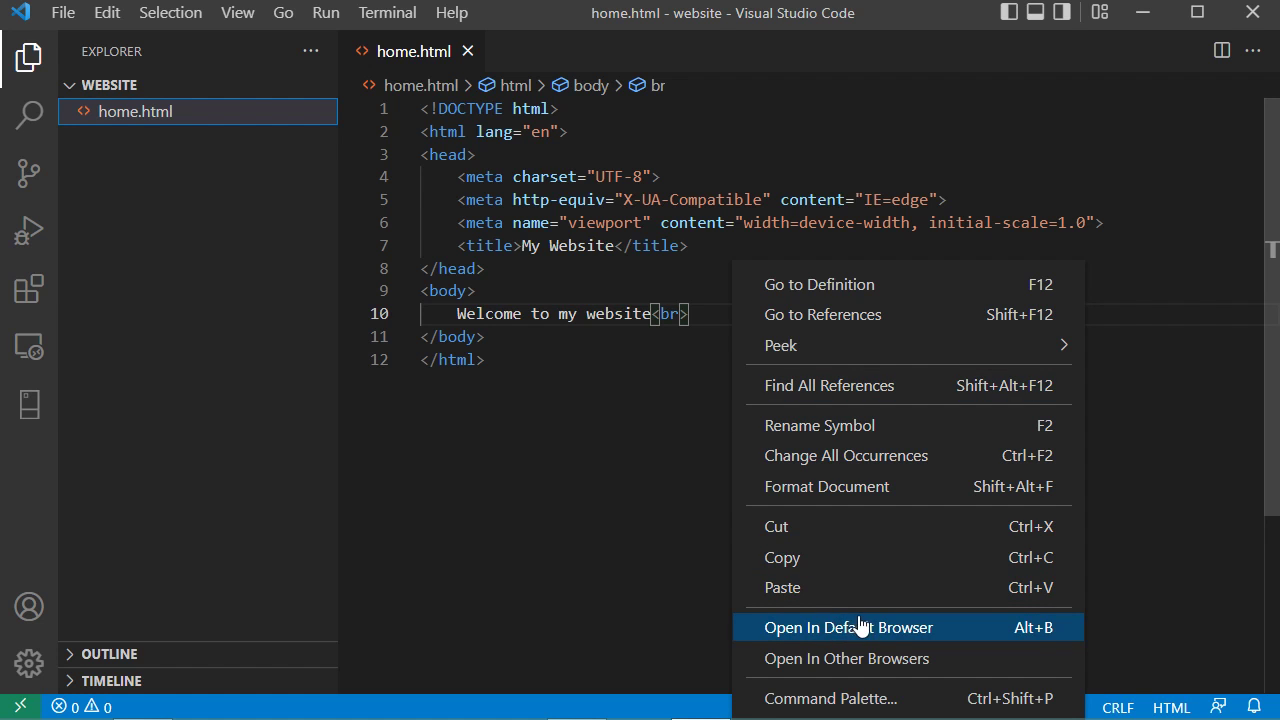 File Edit Selection View Go Run Terminal Help home.html - website - Visual Studio Code
EXPLORER
home.html
WEBSITE
home.html > html > body > br
home.html
1 <!DOCTYPE html>
2 <html lang="en">
3 <head>
4 <meta charset="UTF-8">
5 <meta http-equiv="X-UA-Compatible" content="IE=edge">
6 <meta name="viewport" content="width=device-width, initial-scale=1.0">
7 <title>My Website</title>
8 </head>
9 <body>
10 Welcome to my website<br>
11 </body>
12 </html>
Go to Definition F12
Go to References Shift+F12
Peek >
Find All References Shift+Alt+F12
Rename Symbol F2
Change All Occurrences Ctrl+F2
Format Document Shift+Alt+F
Cut Ctrl+X
Copy Ctrl+C
Paste Ctrl+V
Open In Default Browser Alt+B
Open In Other Browsers
Command Palette... Ctrl+Shift+P
OUTLINE
TIMELINE
0 0 CRLF HTML